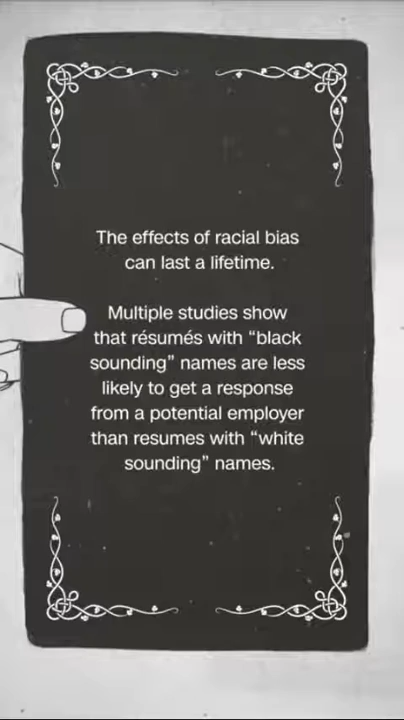 The effects of racial bias
can last a lifetime.
Multiple studies show
that résumés with “black
sounding” names are less
likely to get a response
from a potential employer
than resumes with “white
sounding” names.